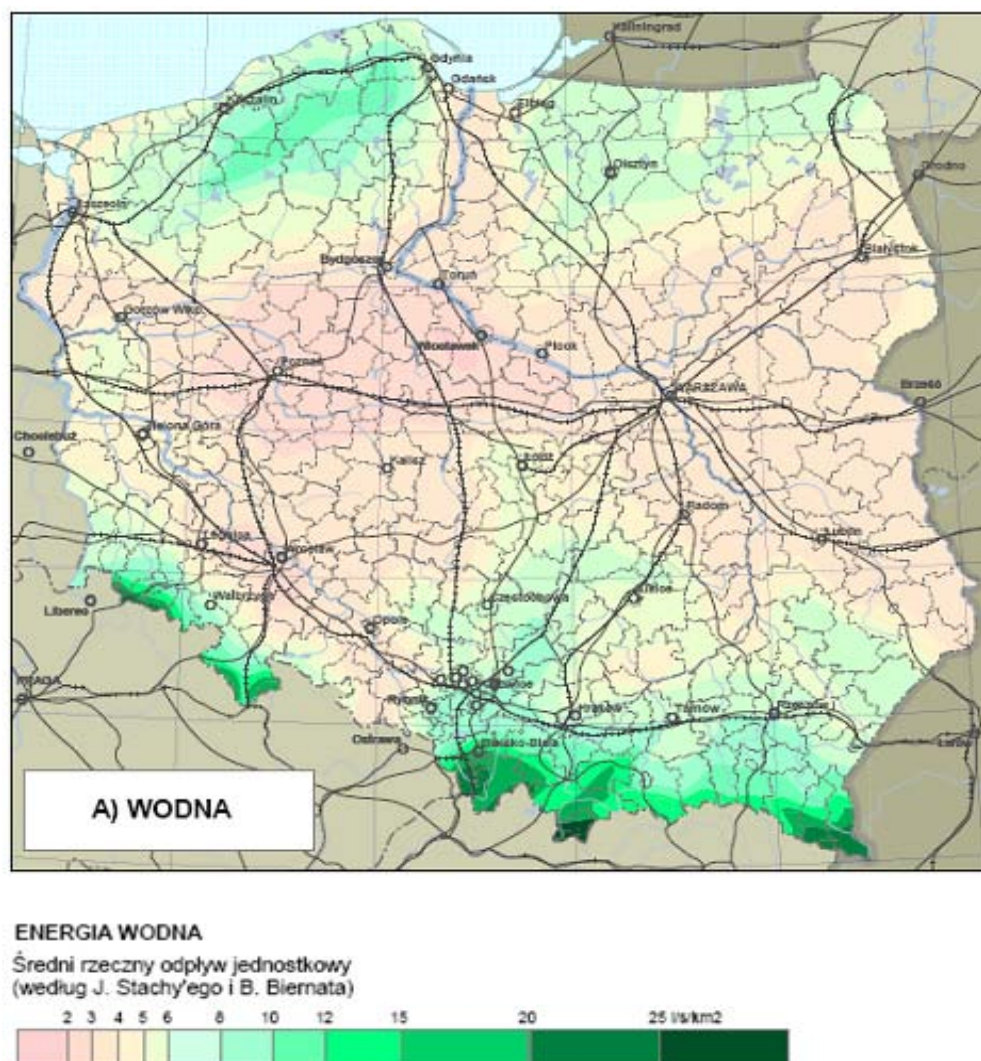 Kaliningrad
Gdynia
Gdańsk
Elbląg
Olsztyn
Grodno
Szczecin
Białystok
Bydgoszcz
Toruń
Gorzów Wlkp.
Włocławek
Płock
Poznań
WARSZAWA
Brześć
Zielona Góra
Chociebuż
Kalisz
Łódź
Radom
Lublin
Legnica
Wrocław
Liberec
Wałbrzych
Częstochowa
Kielce
Opole
PRAGA
Rybnik
Kraków
Tarnów
Rzeszów
Ostrawa
Bielsko-Biała
Lwów
A) WODNA
ENERGIA WODNA
Średni rzeczny odpływ jednostkowy
(według J. Stachy'ego i B. Biernata)
2 3 4 5 6 8 10 12 15 20 25 l/s/km2